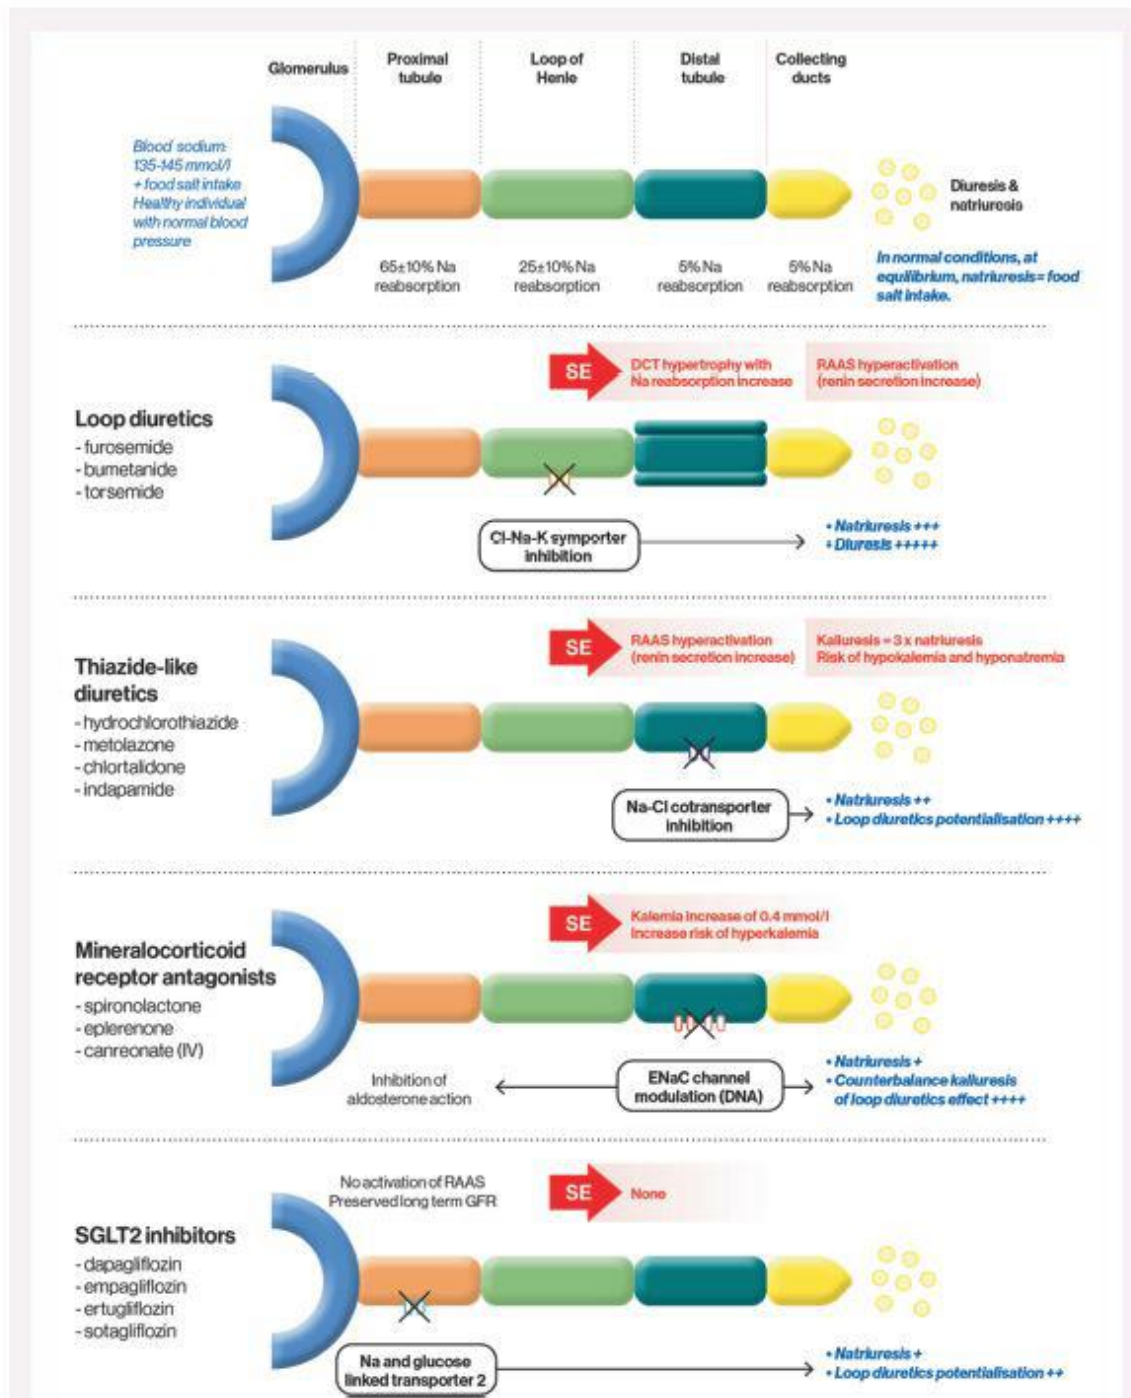 Glomerulus
Proximal
tubule
Loop of
Henle
Distal
tubule
Collecting
ducts
Blood sodium:
135-145 mmol/l
+ food salt intake
Healthy individual
with normal blood
pressure
Diuresis &
natriuresis
65±10% Na
reabsorption
25±10% Na
reabsorption
5% Na
reabsorption
5% Na
reabsorption
In normal conditions, at
equilibrium, natriuresis= food
salt intake.
SE
DCT hypertrophy with
Na reabsorption increase
RAAS hyperactivation
(renin secretion increase)
Loop diuretics
- furosemide
- bumetanide
- torsemide
Cl-Na-K symporter
inhibition
• Natriuresis +++
• Diuresis +++++
SE
RAAS hyperactivation
(renin secretion increase)
Kaliuresis = 3 x natriuresis
Risk of hypokalemia and hyponatremia
Thiazide-like
diuretics
- hydrochlorothiazide
- metolazone
- chlortalidone
- indapamide
Na-Cl cotransporter
inhibition
• Natriuresis ++
• Loop diuretics potentialisation ++++
SE
Kalemia increase of 0.4 mmol/l
Increase risk of hyperkalemia
Mineralocorticoid
receptor antagonists
- spironolactone
- eplerenone
- canreonate (IV)
Inhibition of
aldosterone action
ENaC channel
modulation (DNA)
• Natriuresis +
• Counterbalance kaliuresis
of loop diuretics effect ++++
No activation of RAAS
Preserved long term GFR
SE
None
SGLT2 inhibitors
- dapagliflozin
- empagliflozin
- ertugliflozin
- sotagliflozin
Na and glucose
linked transporter 2
• Natriuresis +
• Loop diuretics potentialisation ++